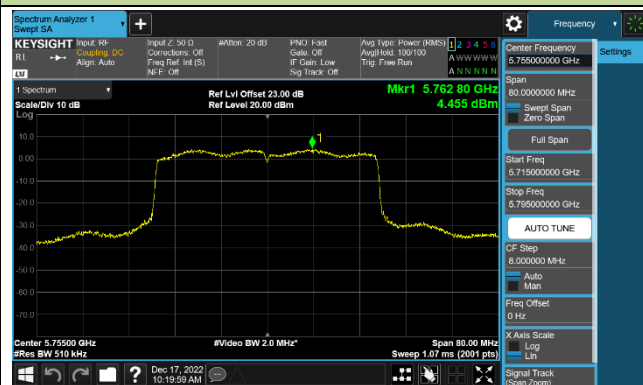 Spectrum Analyzer 1
Swept SA
Frequency
KEYSIGHT
Input: RF
Coupling: DC
Align: Auto
Input Z: 50 Ω
Corrections: Off
Freq Ref: Int (S)
NFE: Off
#Atten: 20 dB
PNO: Fast
Gate: Off
IF Gain: Low
Sig Track: Off
Avg Type: Power (RMS)
Avg|Hold: 100/100
Trig: Free Run
1 2 3 4 5 6
A W W W W W
A N N N N N
R L
LXI
1 Spectrum
Scale/Div 10 dB
Ref Lvl Offset 23.00 dB
Ref Level 20.00 dBm
Mkr1 5.762 80 GHz
4.455 dBm
Log
10.0
0.00
-10.0
-20.0
-30.0
-40.0
-50.0
-60.0
-70.0
1
Center 5.75500 GHz
#Res BW 510 kHz
#Video BW 2.0 MHz*
Span 80.00 MHz
Sweep 1.07 ms (2001 pts)
Dec 17, 2022
10:19:59 AM
Center Frequency
5.755000000 GHz
Settings
Span
80.0000000 MHz
Swept Span
Zero Span
Full Span
Start Freq
5.715000000 GHz
Stop Freq
5.795000000 GHz
AUTO TUNE
CF Step
8.000000 MHz
Auto
Man
Freq Offset
0 Hz
X Axis Scale
Log
Lin
Signal Track
(Span Zoom)